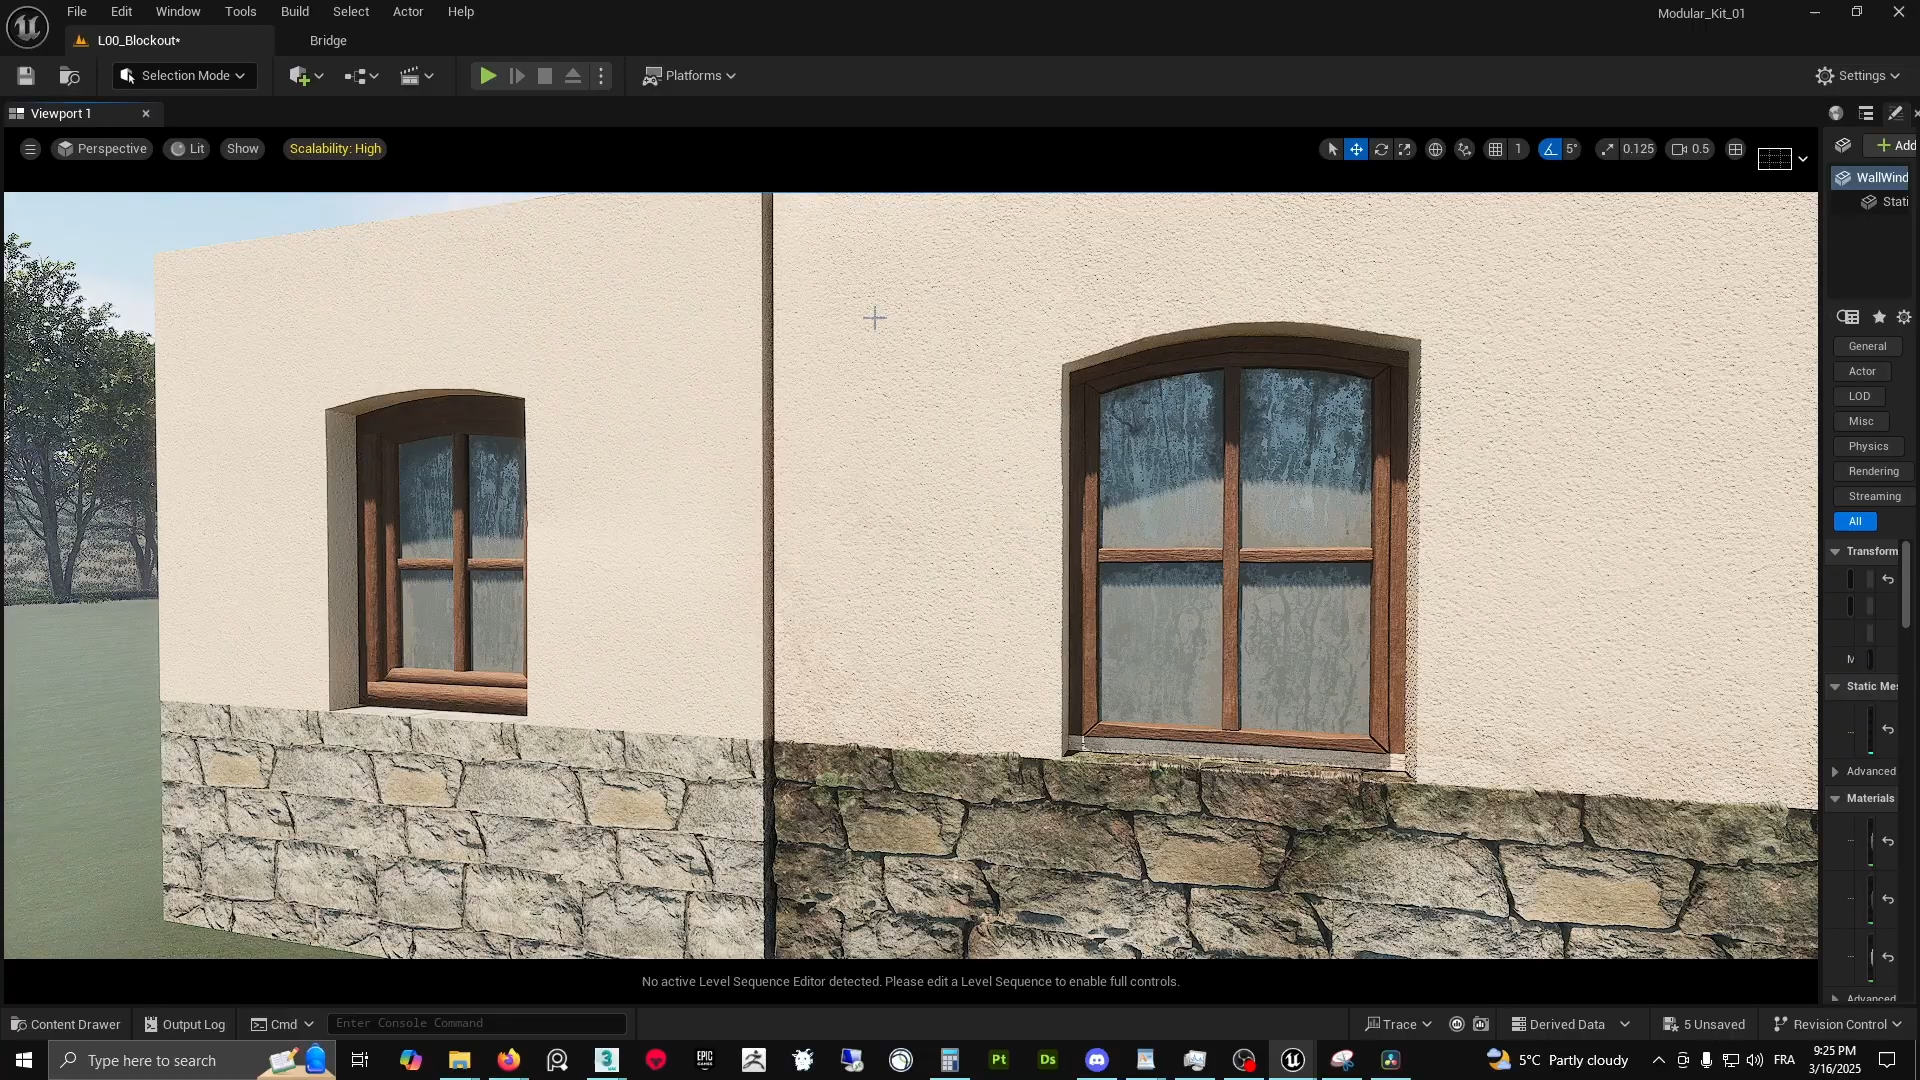 File Edit Window Tools Build Select Actor Help
Modular_Kit_01
L00_Blockout*
Bridge
Selection Mode
Platforms
Settings
Viewport 1
Perspective
Lit
Show
Scalability: High
1
5°
0.125
0.5
Add
WallWind
Stati
General
Actor
LOD
Misc
Physics
Rendering
Streaming
All
Transform
M
Static Mes
Advanced
Materials
Advanced
No active Level Sequence Editor detected. Please edit a Level Sequence to enable full controls.
Content Drawer
Output Log
Cmd
Enter Console Command
Trace
Derived Data
5 Unsaved
Revision Control
Type here to search
EPIC GAMES
3
Pt
Ds
5°C Partly cloudy
FRA
9:25 PM
3/16/2025